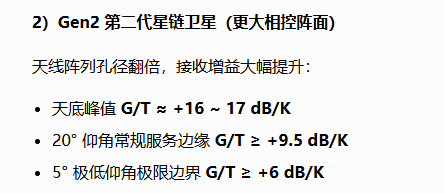 2）Gen2 第二代星链卫星（更大相控阵面）
天线阵列孔径翻倍，接收增益大幅提升：
• 天底峰值 G/T ≈ +16 ~ 17 dB/K
• 20° 仰角常规服务边缘 G/T ≥ +9.5 dB/K
• 5° 极低仰角极限边界 G/T ≥ +6 dB/K